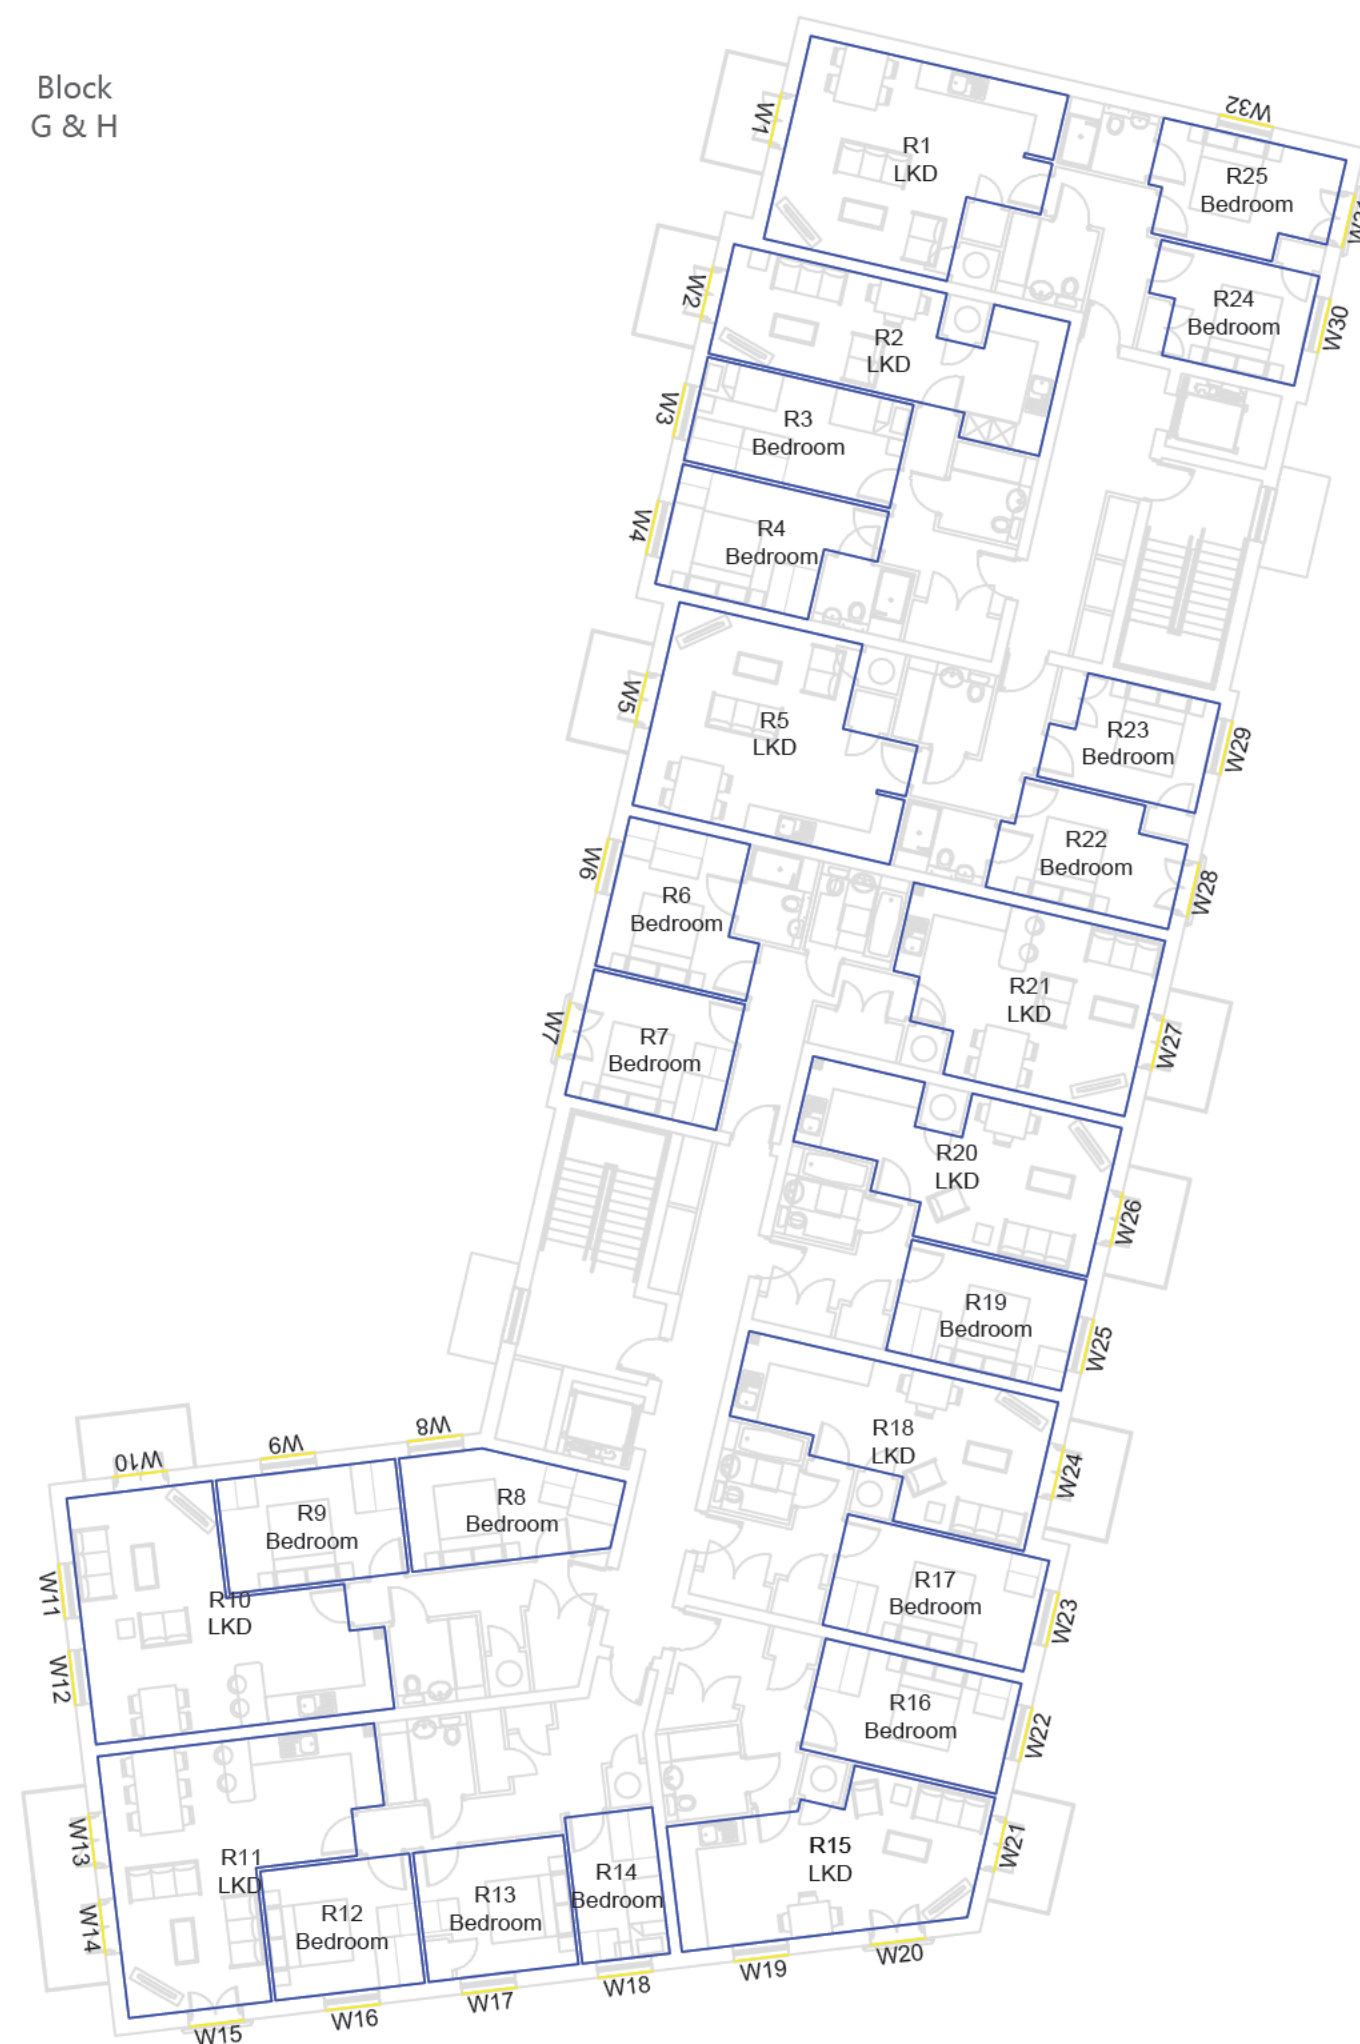 Block
G & H
W1
R1
LKD
W32
R25
Bedroom
W31
W2
R2
LKD
R24
Bedroom
W30
W3
R3
Bedroom
W4
R4
Bedroom
W5
R5
LKD
R23
Bedroom
W29
W6
R6
Bedroom
R22
Bedroom
W28
W7
R7
Bedroom
R21
LKD
W27
R20
LKD
W26
R19
Bedroom
W25
W10
W9
W8
R18
LKD
W24
R9
Bedroom
R8
Bedroom
W11
R10
LKD
W12
R17
Bedroom
W23
R16
Bedroom
W22
W13
R11
LKD
W14
R12
Bedroom
R13
Bedroom
R14
Bedroom
R15
LKD
W21
W15
W16
W17
W18
W19
W20